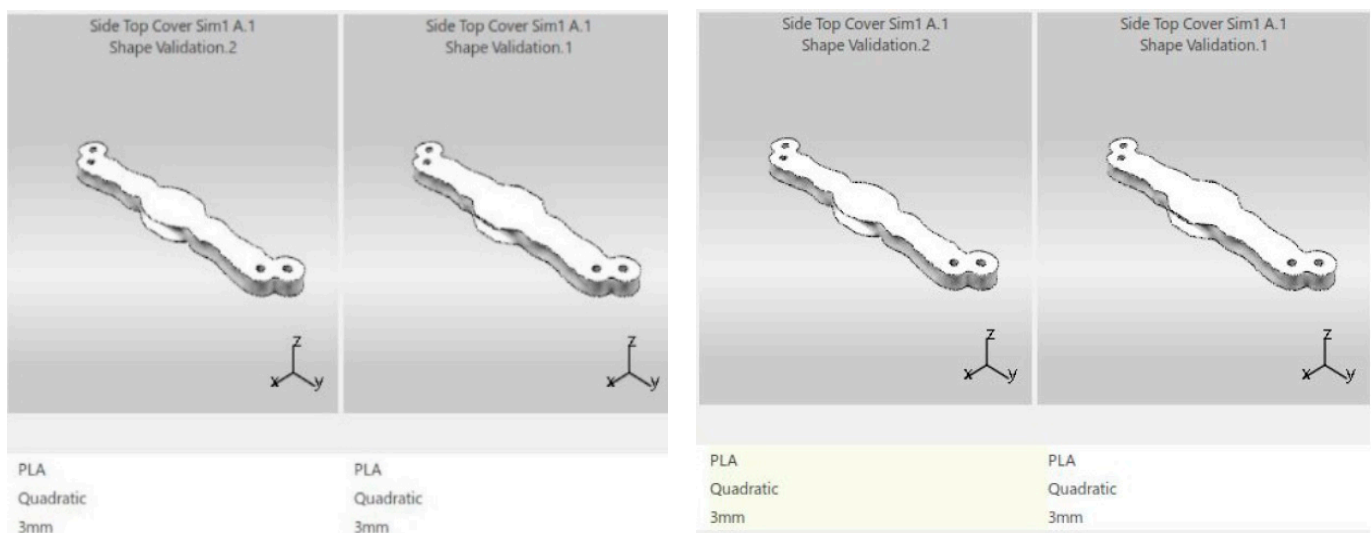 Side Top Cover Sim1 A.1
Shape Validation.2
Side Top Cover Sim1 A.1
Shape Validation.1
Side Top Cover Sim1 A.1
Shape Validation.2
Side Top Cover Sim1 A.1
Shape Validation.1
z
x y
z
x y
z
x y
z
x y
PLA
Quadratic
3mm
PLA
Quadratic
3mm
PLA
Quadratic
3mm
PLA
Quadratic
3mm